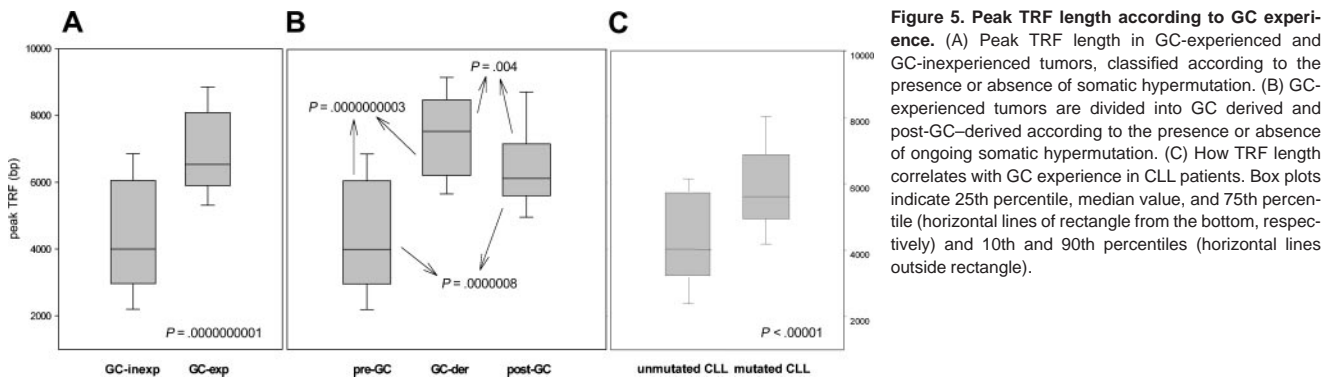 A
B
C
10000
8000
6000
4000
2000
peak TRF (bp)
P = .0000000001
GC-inexp GC-exp
P = .004
P = .0000000003
P = .0000008
pre-GC GC-der post-GC
10000
8000
6000
4000
2000
P < .00001
unmutated CLL mutated CLL
Figure 5. Peak TRF length according to GC experi-
ence. (A) Peak TRF length in GC-experienced and
GC-inexperienced tumors, classified according to the
presence or absence of somatic hypermutation. (B) GC-
experienced tumors are divided into GC derived and
post-GC–derived according to the presence or absence
of ongoing somatic hypermutation. (C) How TRF length
correlates with GC experience in CLL patients. Box plots
indicate 25th percentile, median value, and 75th percen-
tile (horizontal lines of rectangle from the bottom, respec-
tively) and 10th and 90th percentiles (horizontal lines
outside rectangle).